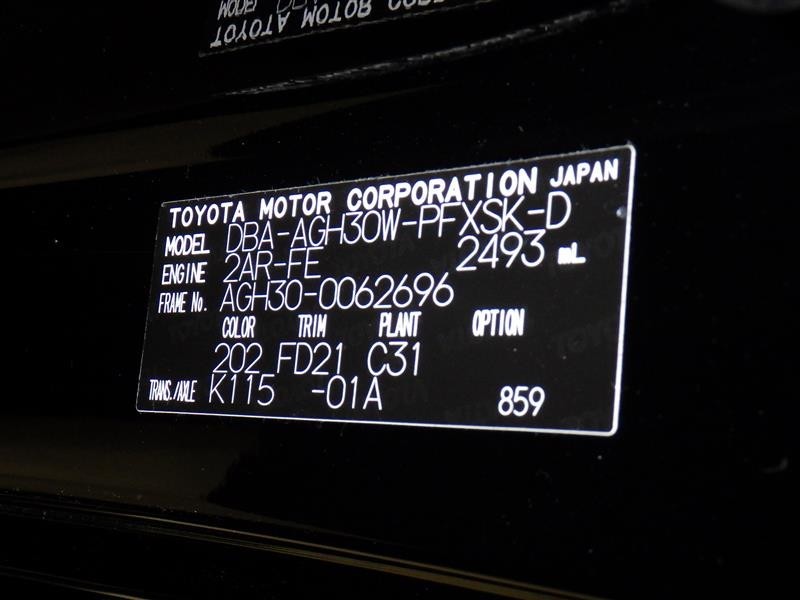 TOYOTA MOTOR CORPORATION JAPAN
MODEL DBA-AGH30W-PFXSK-D
ENGINE 2AR-FE 2493 mL
FRAME No. AGH30-0062696
COLOR TRIM PLANT OPTION
202 FD21 C31
TRANS./AXLE K115 -01A 859